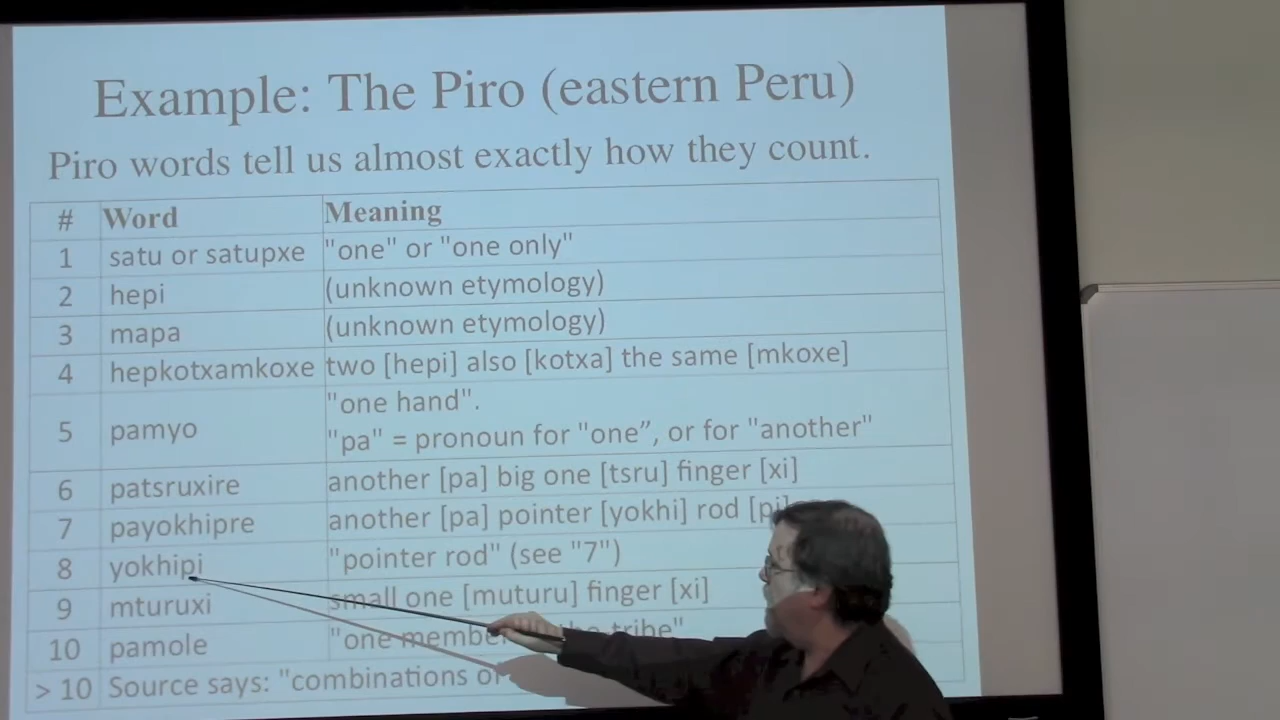 Example: The Piro (eastern Peru)
Piro words tell us almost exactly how they count.
# Word Meaning
1 satu or satupxe "one" or "one only"
2 hepi (unknown etymology)
3 mapa (unknown etymology)
4 hepkotxamkoxe two [hepi] also [kotxa] the same [mkoxe]
5 pamyo "one hand".
"pa" = pronoun for "one”, or for "another"
6 patsruxire another [pa] big one [tsru] finger [xi]
7 payokhipre another [pa] pointer [yokhi] rod [pi]
8 yokhipi "pointer rod" (see "7")
9 mturuxi small one [muturu] finger [xi]
10 pamole "one member tribe"
> 10 Source says: "combinations